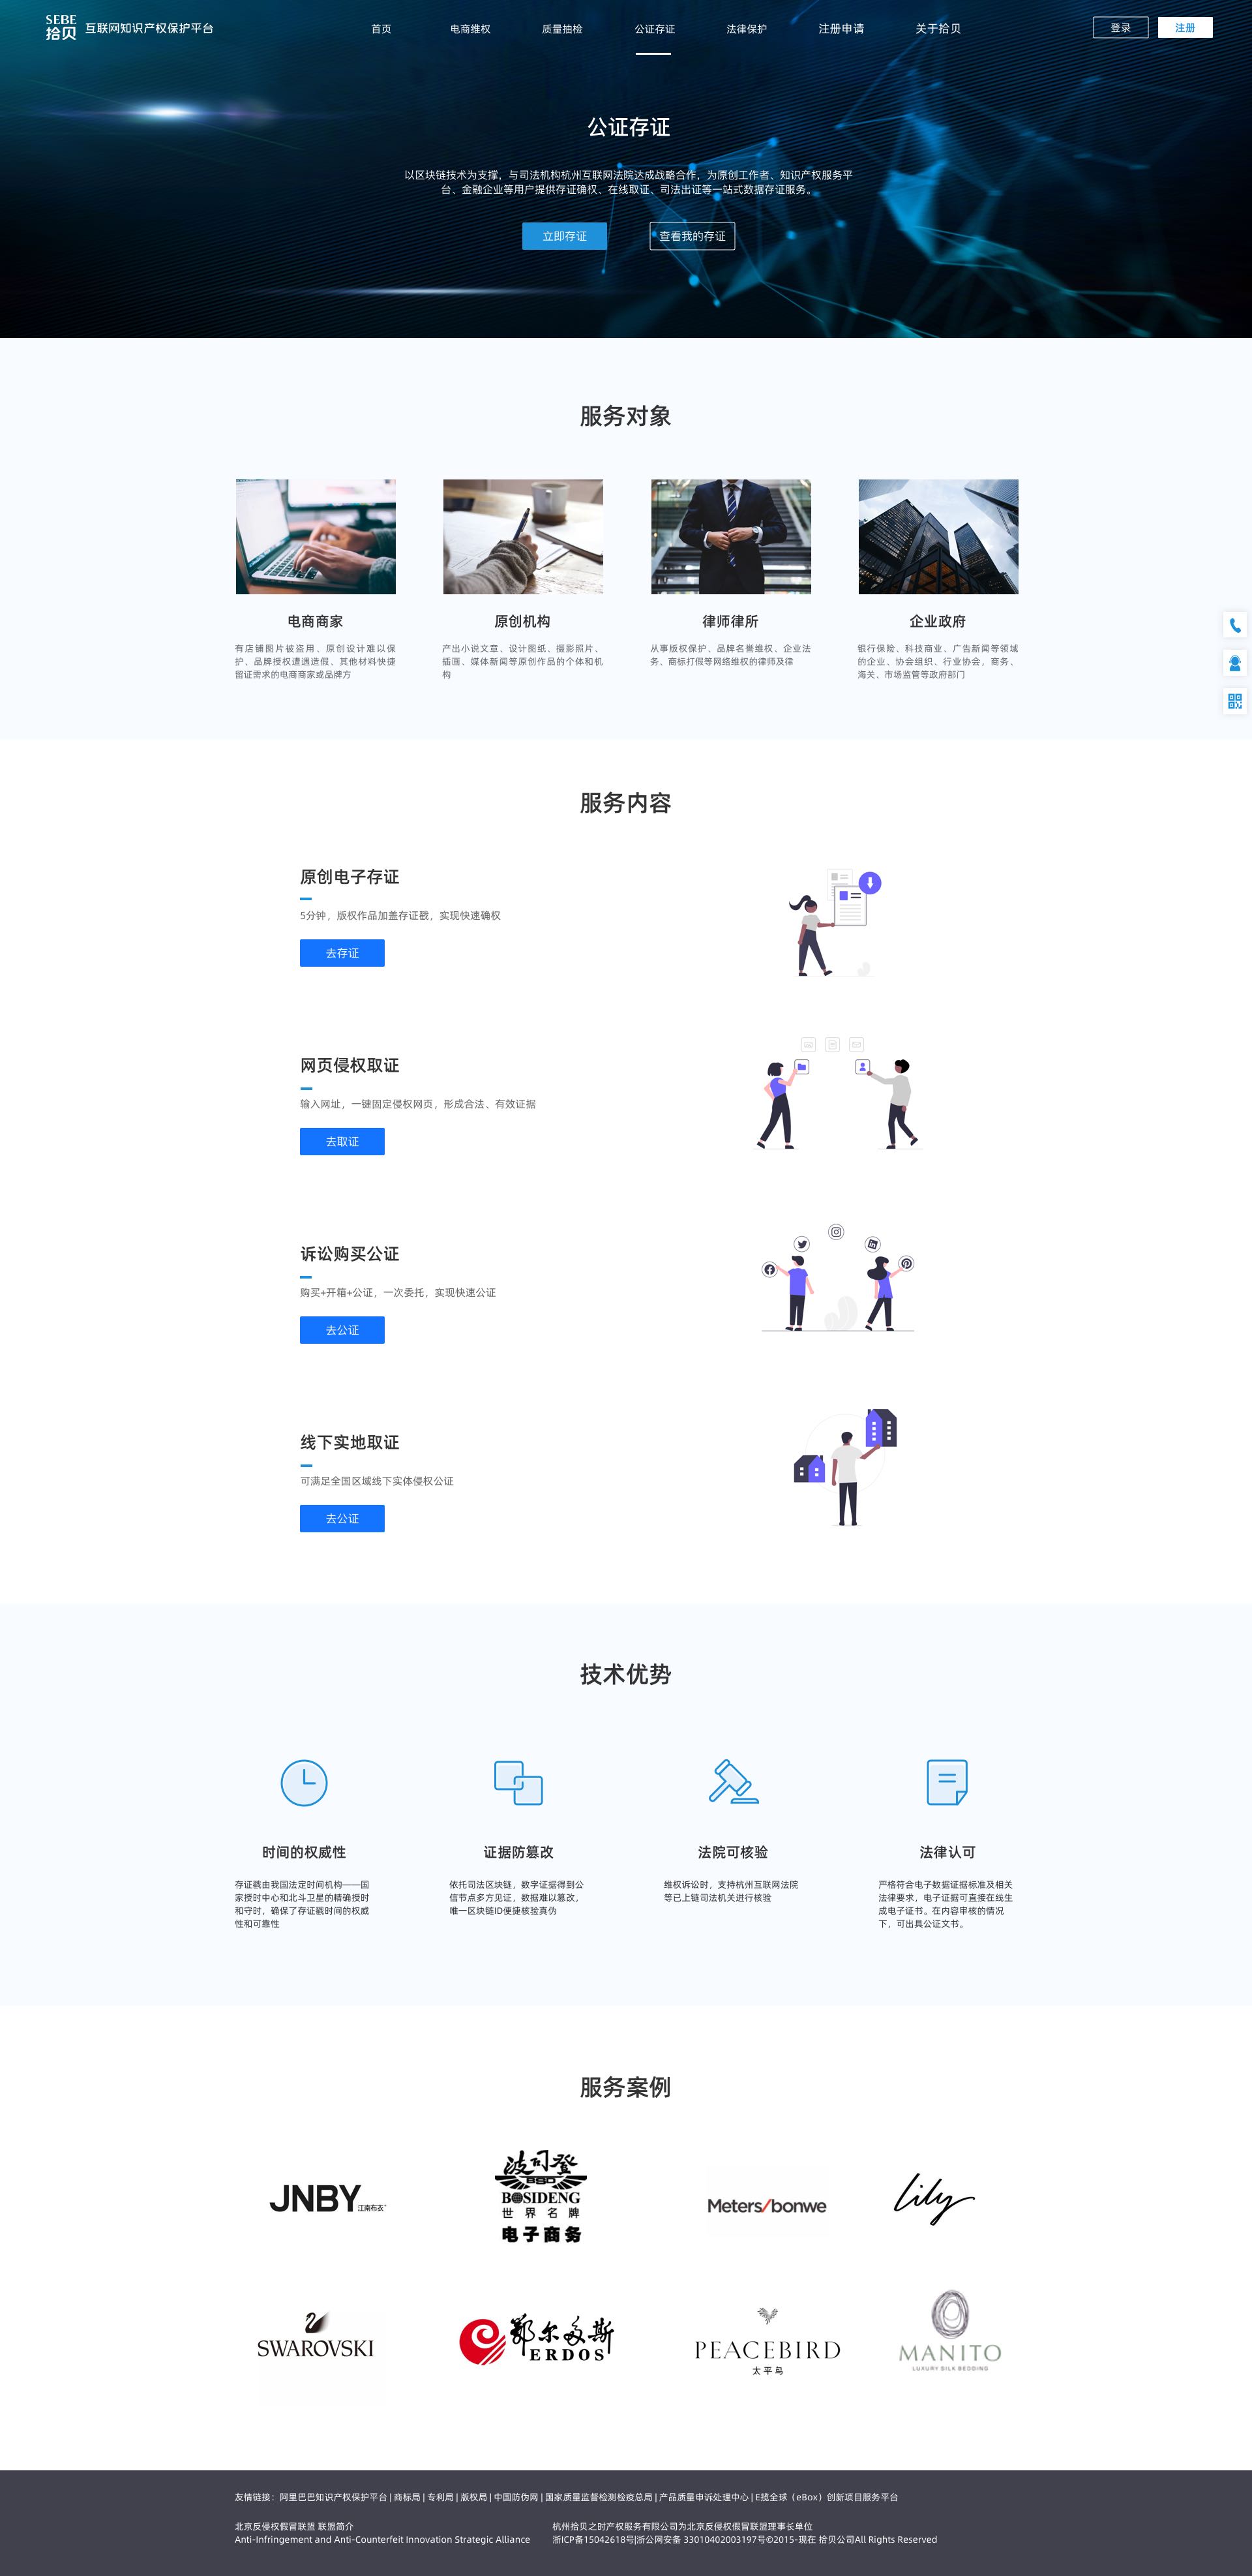 SEBE
拾贝
互联网知识产权保护平台
首页
电商维权
质量抽检
公证存证
法律保护
注册申请
关于拾贝
登录
注册
公证存证
以区块链技术为支撑，与司法机构杭州互联网法院达成战略合作，为原创工作者、知识产权服务平
台、金融企业等用户提供存证确权、在线取证、司法出证等一站式数据存证服务。
立即存证
查看我的存证
服务对象
电商商家
有店铺图片被盗用、原创设计难以保
护、品牌授权遭遇造假、其他材料快捷
留证需求的电商商家或品牌方
原创机构
产出小说文章、设计图纸、摄影照片、
插画、媒体新闻等原创作品的个体和机
构
律师律所
从事版权保护、品牌名誉维权、企业法
务、商标打假等网络维权的律师及律
企业政府
银行保险、科技商业、广告新闻等领域
的企业、协会组织、行业协会，商务、
海关、市场监管等政府部门
服务内容
原创电子存证
5分钟，版权作品加盖存证戳，实现快速确权
去存证
网页侵权取证
输入网址，一键固定侵权网页，形成合法、有效证据
去取证
诉讼购买公证
购买+开箱+公证，一次委托，实现快速公证
去公证
线下实地取证
可满足全国区域线下实体侵权公证
去公证
技术优势
时间的权威性
存证戳由我国法定时间机构——国
家授时中心和北斗卫星的精确授时
和守时，确保了存证戳时间的权威
性和可靠性
证据防篡改
依托司法区块链，数字证据得到公
信节点多方见证，数据难以篡改，
唯一区块链ID便捷核验真伪
法院可核验
维权诉讼时，支持杭州互联网法院
等已上链司法机关进行核验
法律认可
严格符合电子数据证据标准及相关
法律要求，电子证据可直接在线生
成电子证书。在内容审核的情况
下，可出具公证文书。
服务案例
JNBY 江南布衣
波司登
BSD
BOSIDENG
世界名牌
电子商务
Meters/bonwe
Lily
SWAROVSKI
鄂尔多斯
ERDOS
PEACEBIRD
太平鸟
MANITO
LUXURY SILK BEDDING
友情链接：阿里巴巴知识产权保护平台 | 商标局 | 专利局 | 版权局 | 中国防伪网 | 国家质量监督检测检疫总局 | 产品质量申诉处理中心 | E揽全球（eBox）创新项目服务平台
北京反侵权假冒联盟 联盟简介
Anti-Infringement and Anti-Counterfeit Innovation Strategic Alliance
杭州拾贝之时产权服务有限公司为北京反侵权假冒联盟理事长单位
浙ICP备15042618号|浙公网安备 33010402003197号©2015-现在 拾贝公司All Rights Reserved